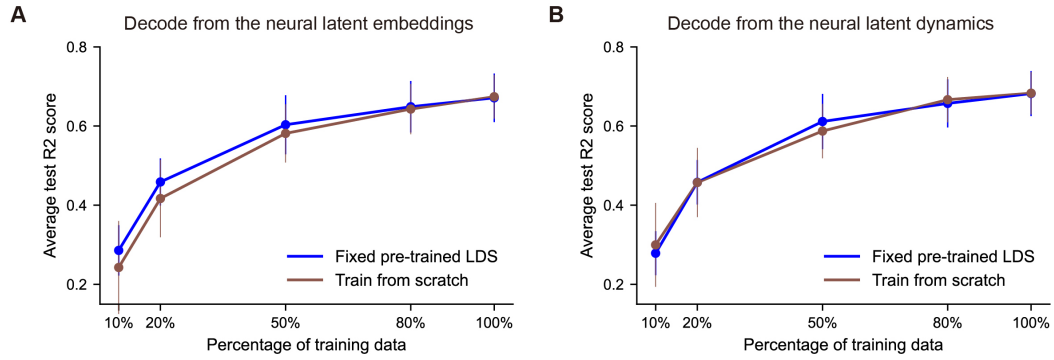 A
Decode from the neural latent embeddings
Average test R2 score
0.8
0.6
0.4
0.2
Fixed pre-trained LDS
Train from scratch
10% 20% 50% 80% 100%
Percentage of training data
B
Decode from the neural latent dynamics
Average test R2 score
0.8
0.6
0.4
0.2
Fixed pre-trained LDS
Train from scratch
10% 20% 50% 80% 100%
Percentage of training data